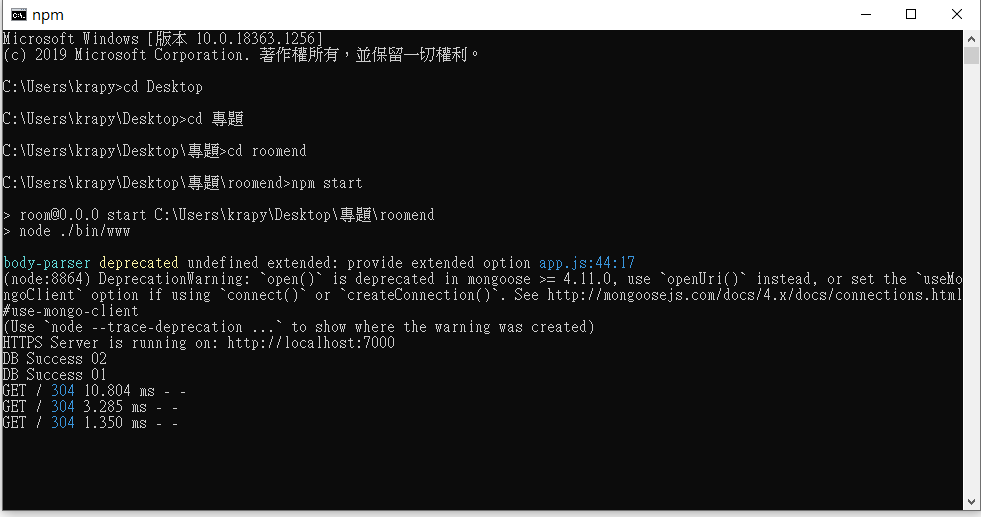 npm
Microsoft Windows [版本 10.0.18363.1256]
(c) 2019 Microsoft Corporation. 著作權所有，並保留一切權利。
C:\Users\krapy>cd Desktop
C:\Users\krapy\Desktop>cd 專題
C:\Users\krapy\Desktop\專題>cd roomend
C:\Users\krapy\Desktop\專題\roomend>npm start
> room@0.0.0 start C:\Users\krapy\Desktop\專題\roomend
> node ./bin/www
body-parser deprecated undefined extended: provide extended option app.js:44:17
(node:8864) DeprecationWarning: `open()` is deprecated in mongoose >= 4.11.0, use `openUri()` instead, or set the `useMo
ngoClient` option if using `connect()` or `createConnection()`. See http://mongoosejs.com/docs/4.x/docs/connections.html
#use-mongo-client
(Use `node --trace-deprecation ...` to show where the warning was created)
HTTPS Server is running on: http://localhost:7000
DB Success 02
DB Success 01
GET / 304 10.804 ms - -
GET / 304 3.285 ms - -
GET / 304 1.350 ms - -